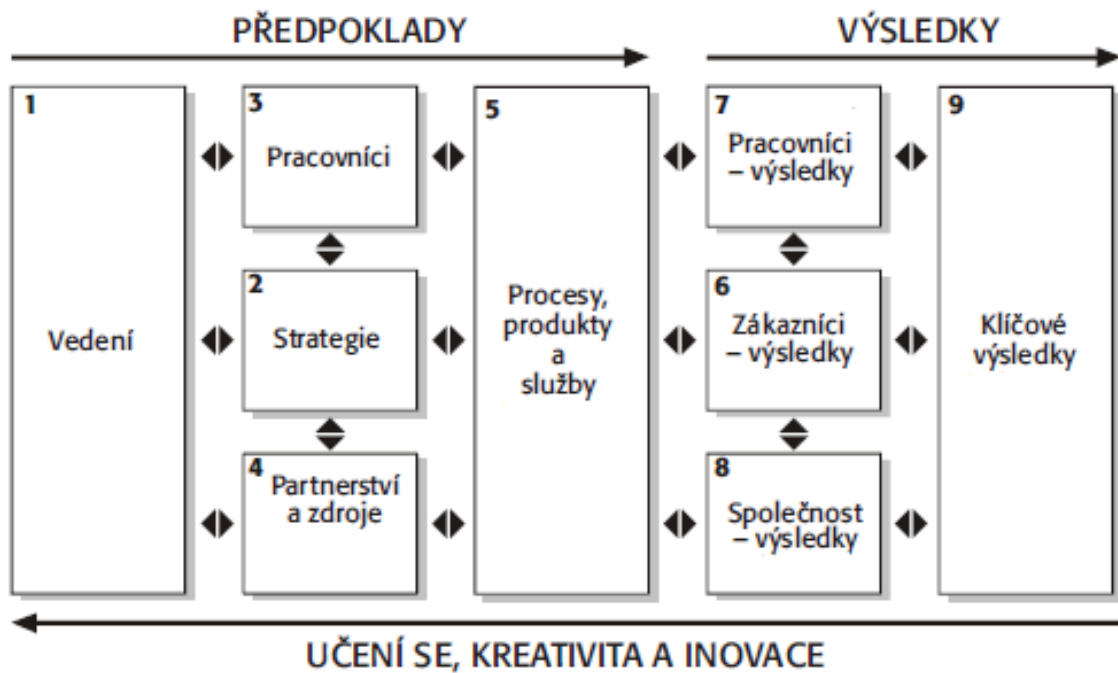 PŘEDPOKLADY
VÝSLEDKY
1
Vedení
3
Pracovníci
2
Strategie
4
Partnerství
a zdroje
5
Procesy,
produkty
a
služby
7
Pracovníci
– výsledky
6
Zákazníci
– výsledky
8
Společnost
– výsledky
9
Klíčové
výsledky
UČENÍ SE, KREATIVITA A INOVACE